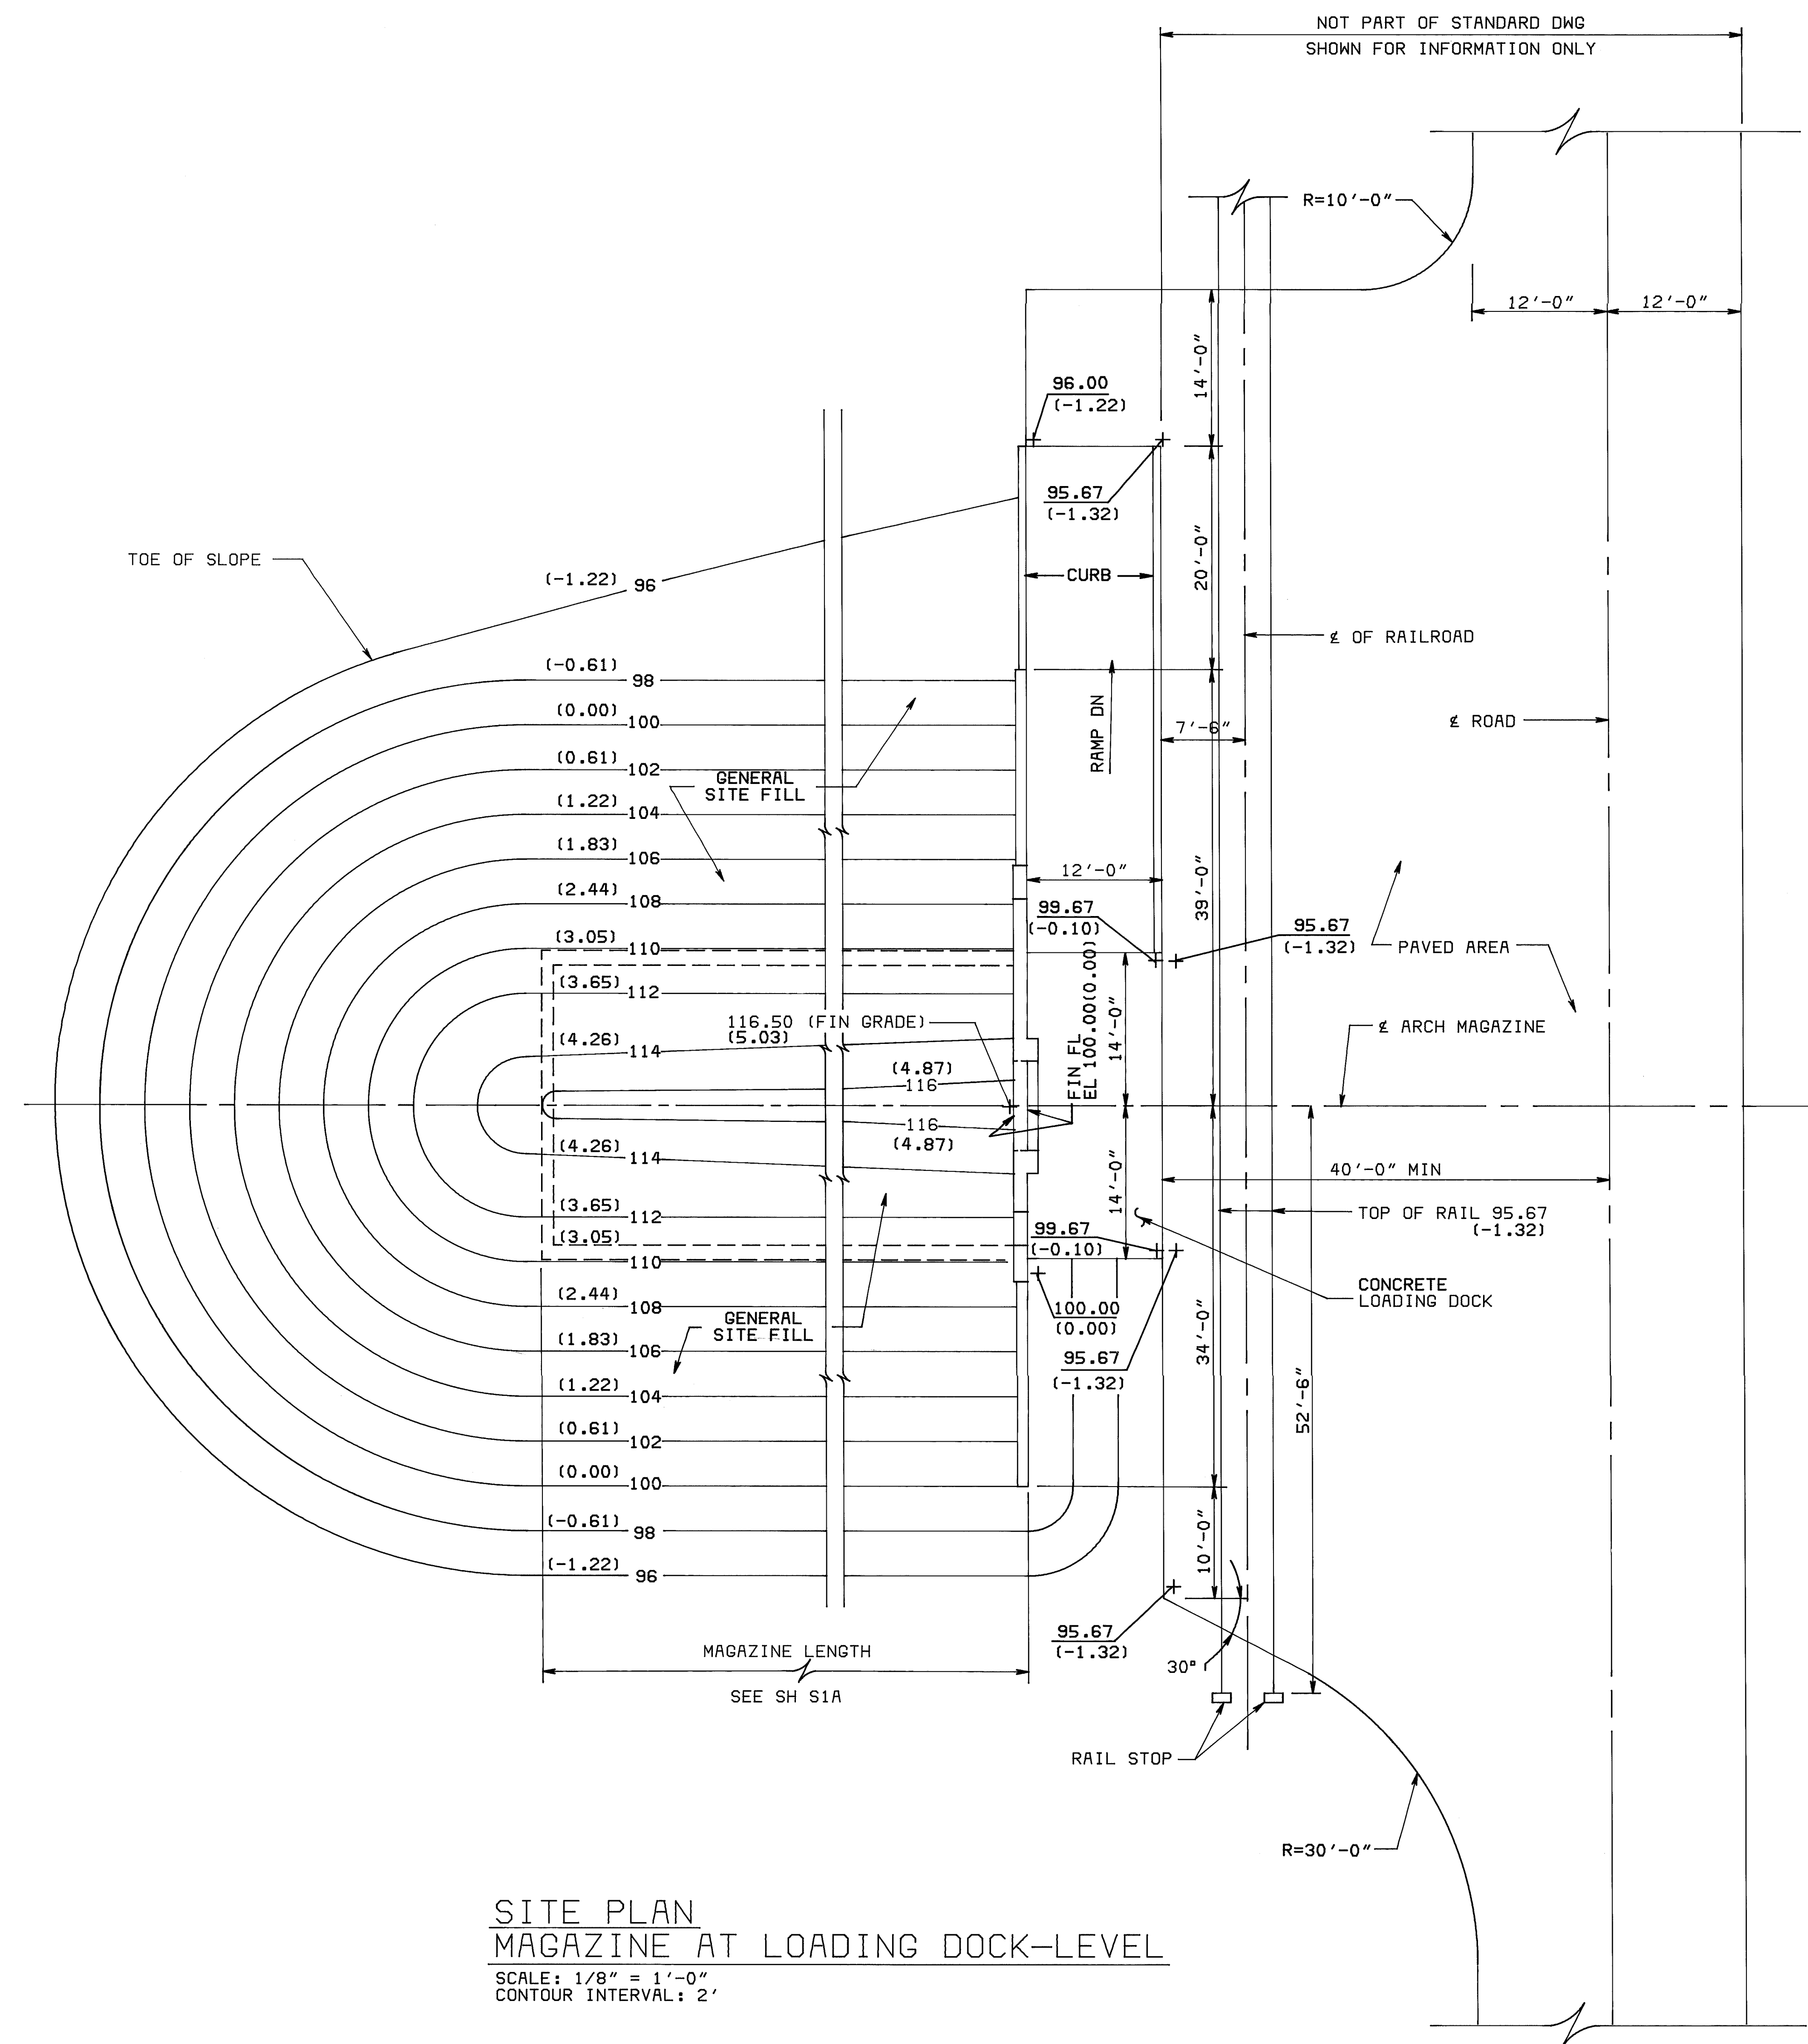 NOT PART OF STANDARD DWG
SHOWN FOR INFORMATION ONLY
R=10'-0"
12'-0"
12'-0"
14'-0"
96.00
(-1.22)
95.67
(-1.32)
20'-0"
TOE OF SLOPE
(-1.22) 96
CURB
℄ OF RAILROAD
(-0.61)
98
(0.00)
100
RAMP DN
7'-6"
℄ ROAD
(0.61)
102
GENERAL
SITE FILL
(1.22)
104
(1.83)
106
12'-0"
39'-0"
(2.44)
108
99.67
(-0.10)
95.67
(-1.32)
(3.05)
110
PAVED AREA
(3.65)
112
116.50 (FIN GRADE)
(5.03)
FIN FL
EL 100.00(0.00)
14'-0"
℄ ARCH MAGAZINE
(4.26)
114
(4.87)
116
116
(4.87)
(4.26)
114
14'-0"
40'-0" MIN
(3.65)
112
TOP OF RAIL 95.67
(-1.32)
(3.05)
110
99.67
(-0.10)
CONCRETE
LOADING DOCK
(2.44)
108
100.00
(0.00)
GENERAL
SITE FILL
(1.83)
106
95.67
(-1.32)
34'-0"
52'-6"
(1.22)
104
(0.61)
102
(0.00)
100
(-0.61)
98
10'-0"
(-1.22)
96
95.67
(-1.32)
30°
MAGAZINE LENGTH
SEE SH S1A
RAIL STOP
R=30'-0"
SITE PLAN
MAGAZINE AT LOADING DOCK-LEVEL
SCALE: 1/8" = 1'-0"
CONTOUR INTERVAL: 2'